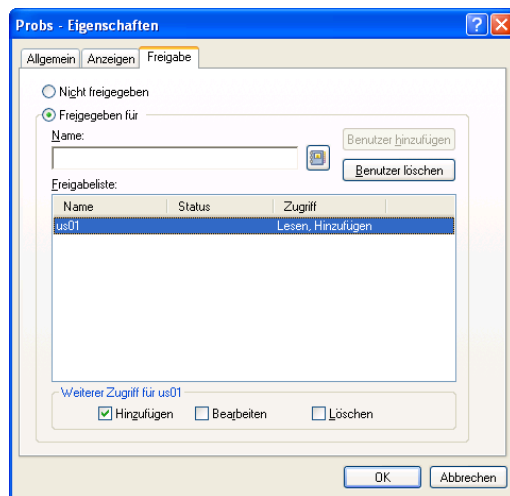 Probs - Eigenschaften
Allgemein Anzeigen Freigabe
Nicht freigegeben
Freigegeben für
Name:
Benutzer hinzufügen
Benutzer löschen
Freigabeliste:
Name Status Zugriff
us01 Lesen, Hinzufügen
Weiterer Zugriff für us01
Hinzufügen Bearbeiten Löschen
OK Abbrechen